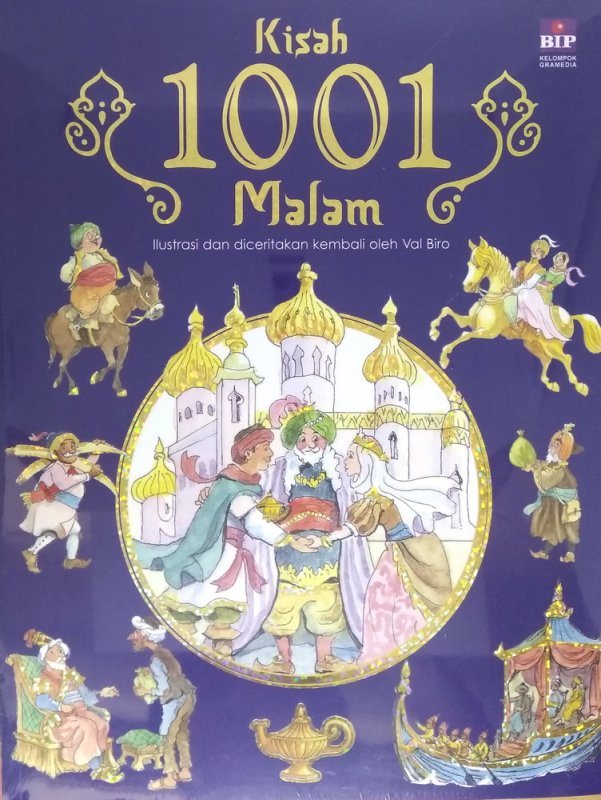 Kisah
1001
Malam
Ilustrasi dan diceritakan kembali oleh Val Biro
BIP
KELOMPOK
GRAMEDIA